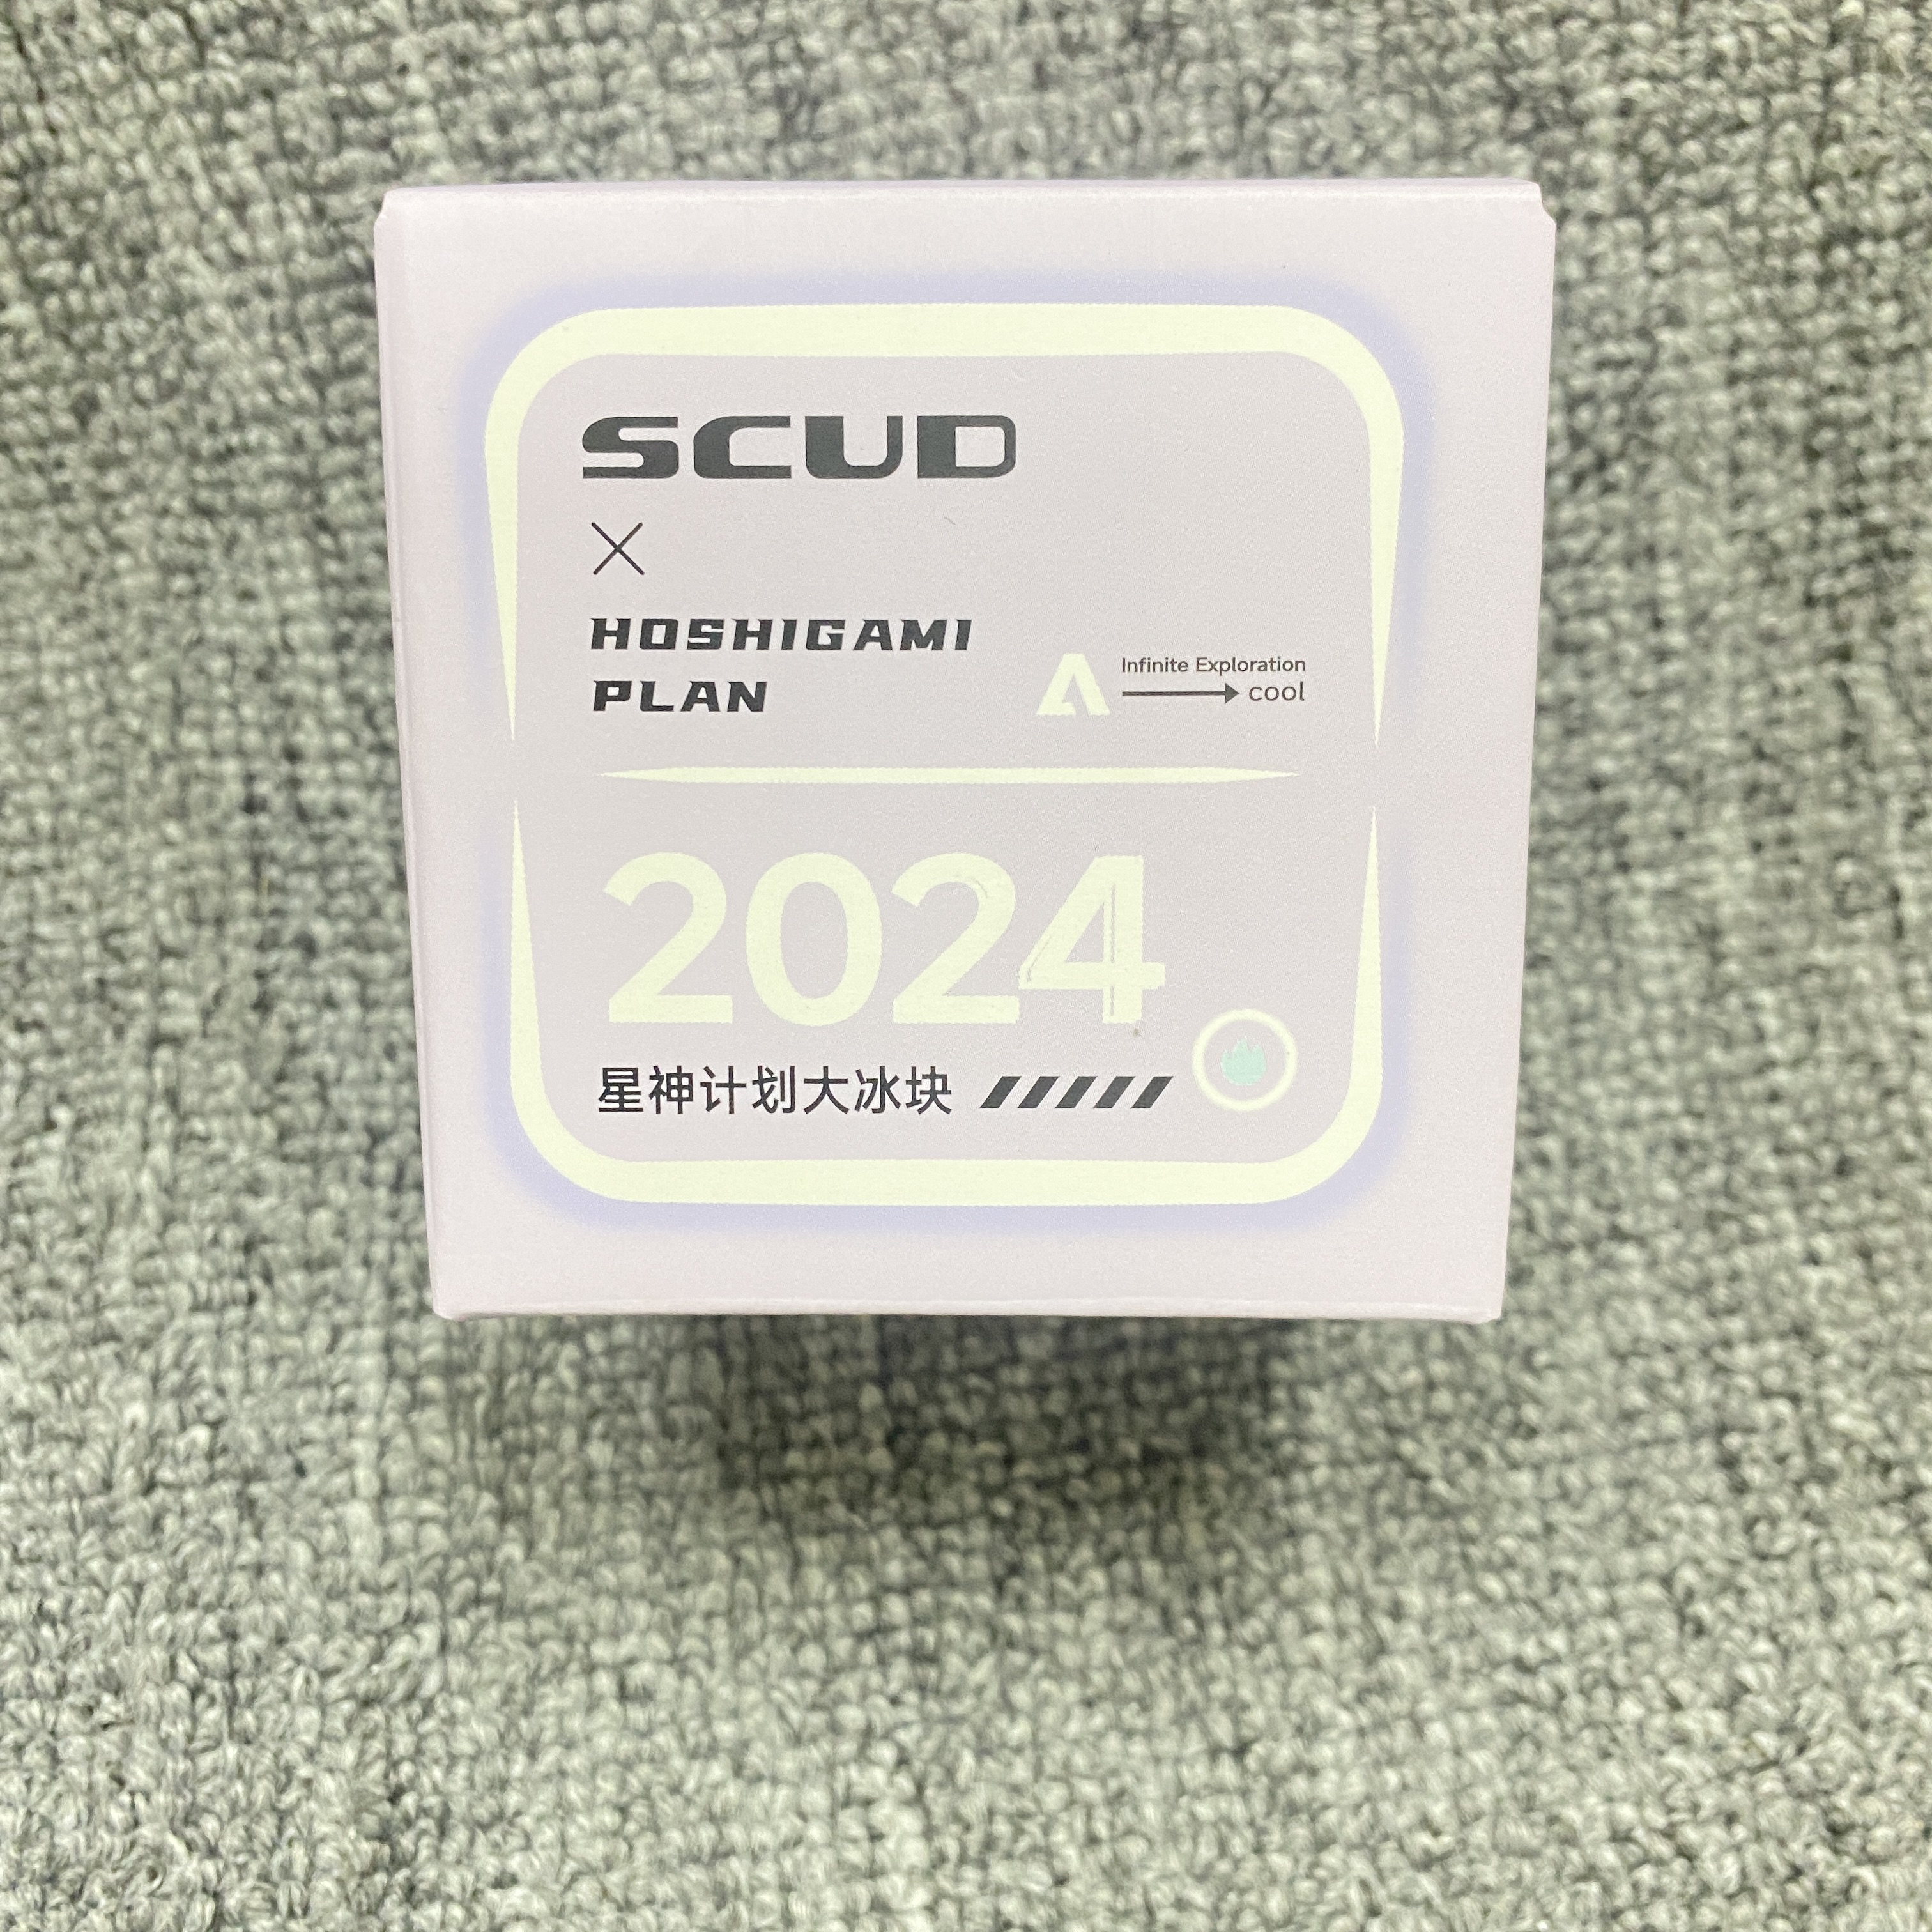 SCUD
×
HOSHIGAMI
PLAN
Infinite Exploration
cool
2024
星神计划大冰块